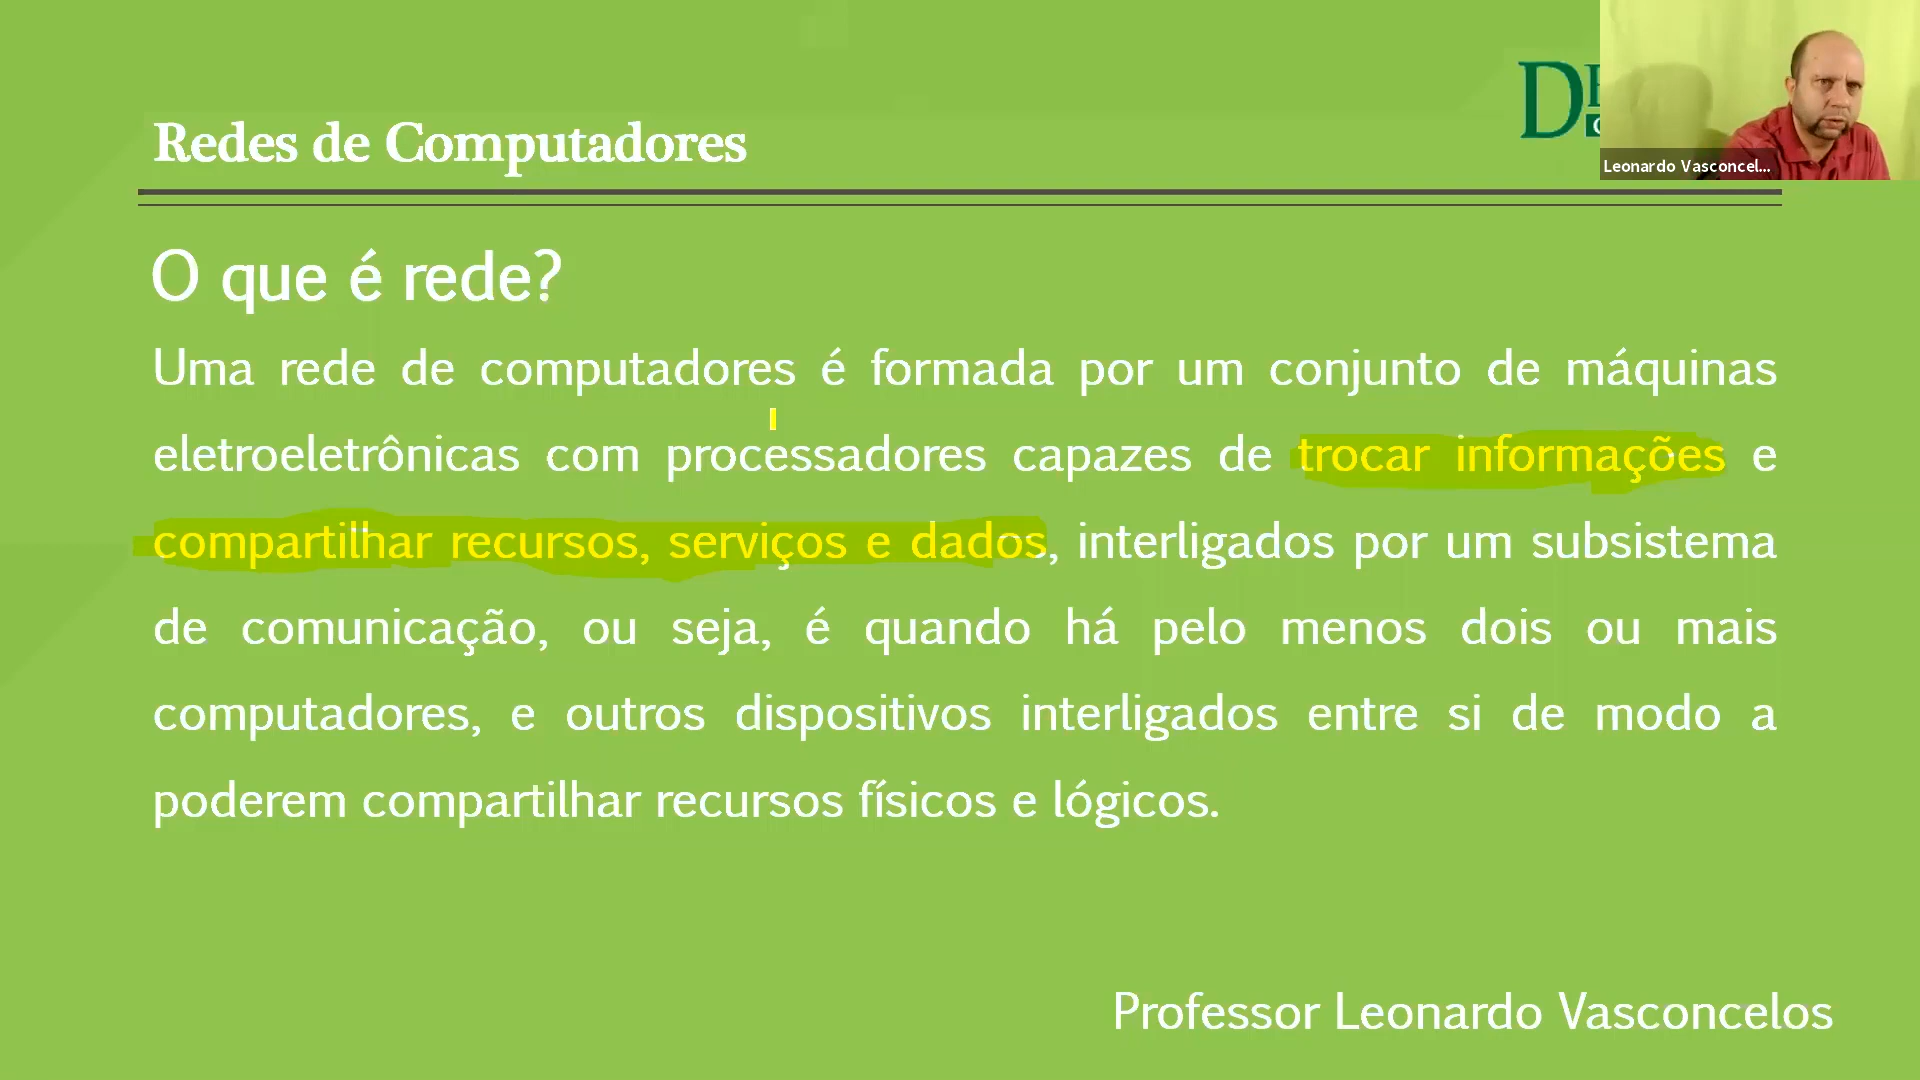 Redes de Computadores
Leonardo Vasconcel...
O que é rede?
Uma rede de computadores é formada por um conjunto de máquinas
eletroeletrônicas com processadores capazes de trocar informações e
compartilhar recursos, serviços e dados, interligados por um subsistema
de comunicação, ou seja, é quando há pelo menos dois ou mais
computadores, e outros dispositivos interligados entre si de modo a
poderem compartilhar recursos físicos e lógicos.
Professor Leonardo Vasconcelos